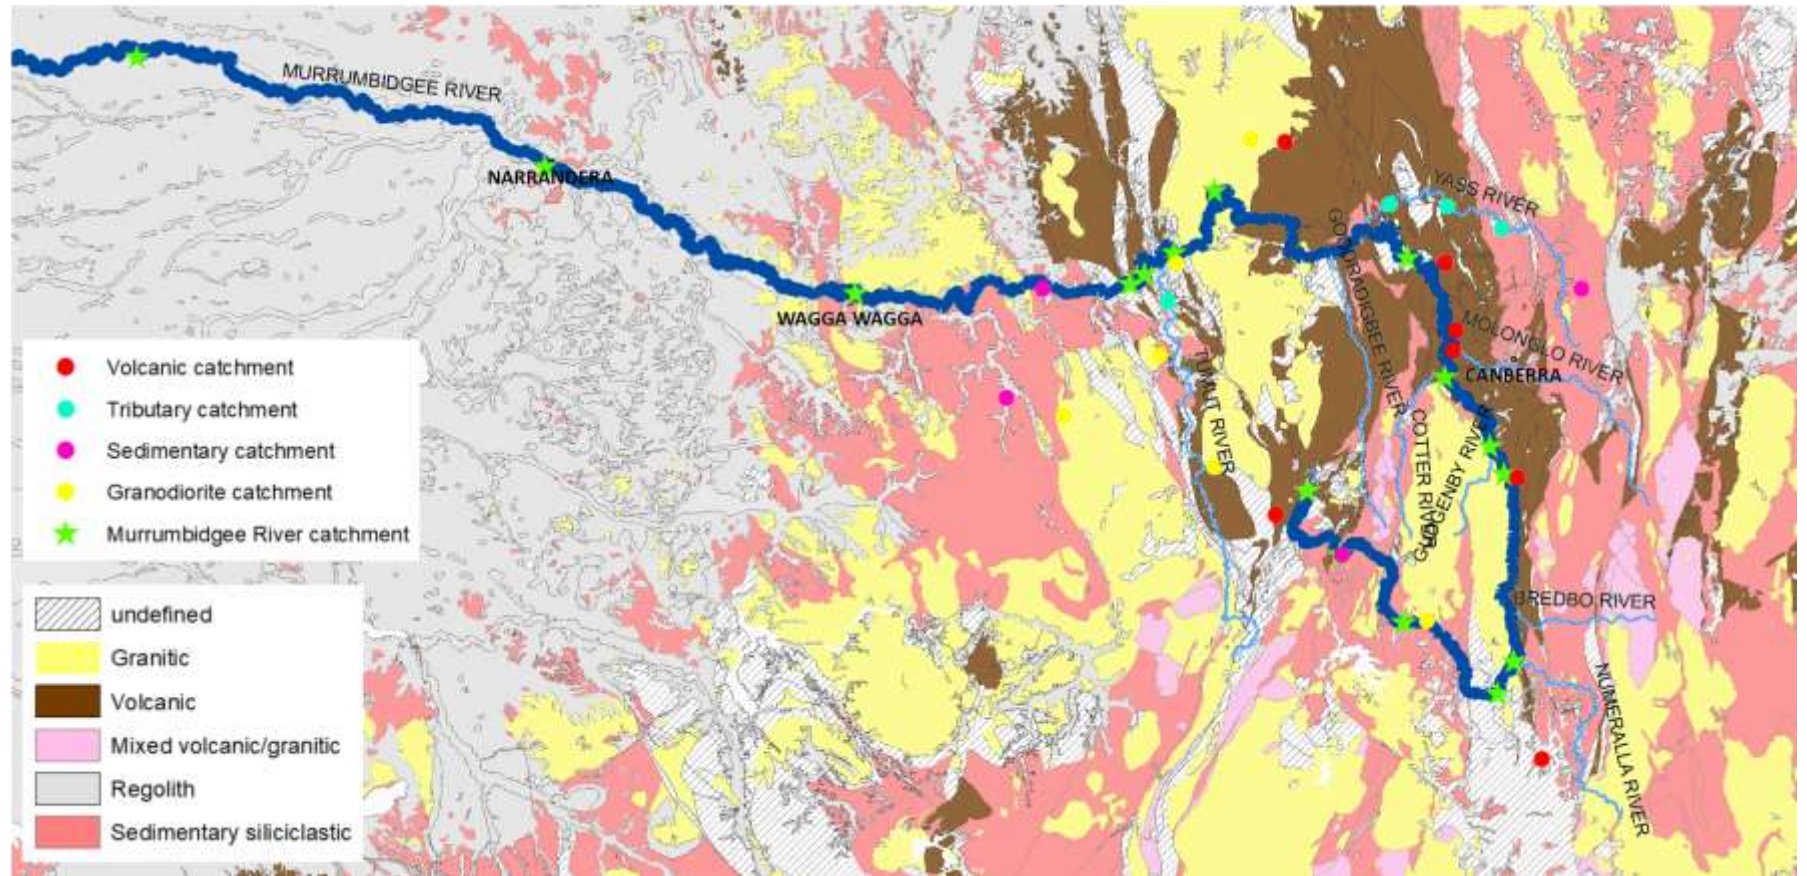 MURRUMBIDGEE RIVER
NARRANDERA
WAGGA WAGGA
YASS RIVER
GOODRADIGBEE RIVER
MOLONGLO RIVER
CANBERRA
TUMUT RIVER
COTTER RIVER
GUDGENBY RIVER
BREDBO RIVER
NUMERALLA RIVER
Volcanic catchment
Tributary catchment
Sedimentary catchment
Granodiorite catchment
Murrumbidgee River catchment
undefined
Granitic
Volcanic
Mixed volcanic/granitic
Regolith
Sedimentary siliciclastic